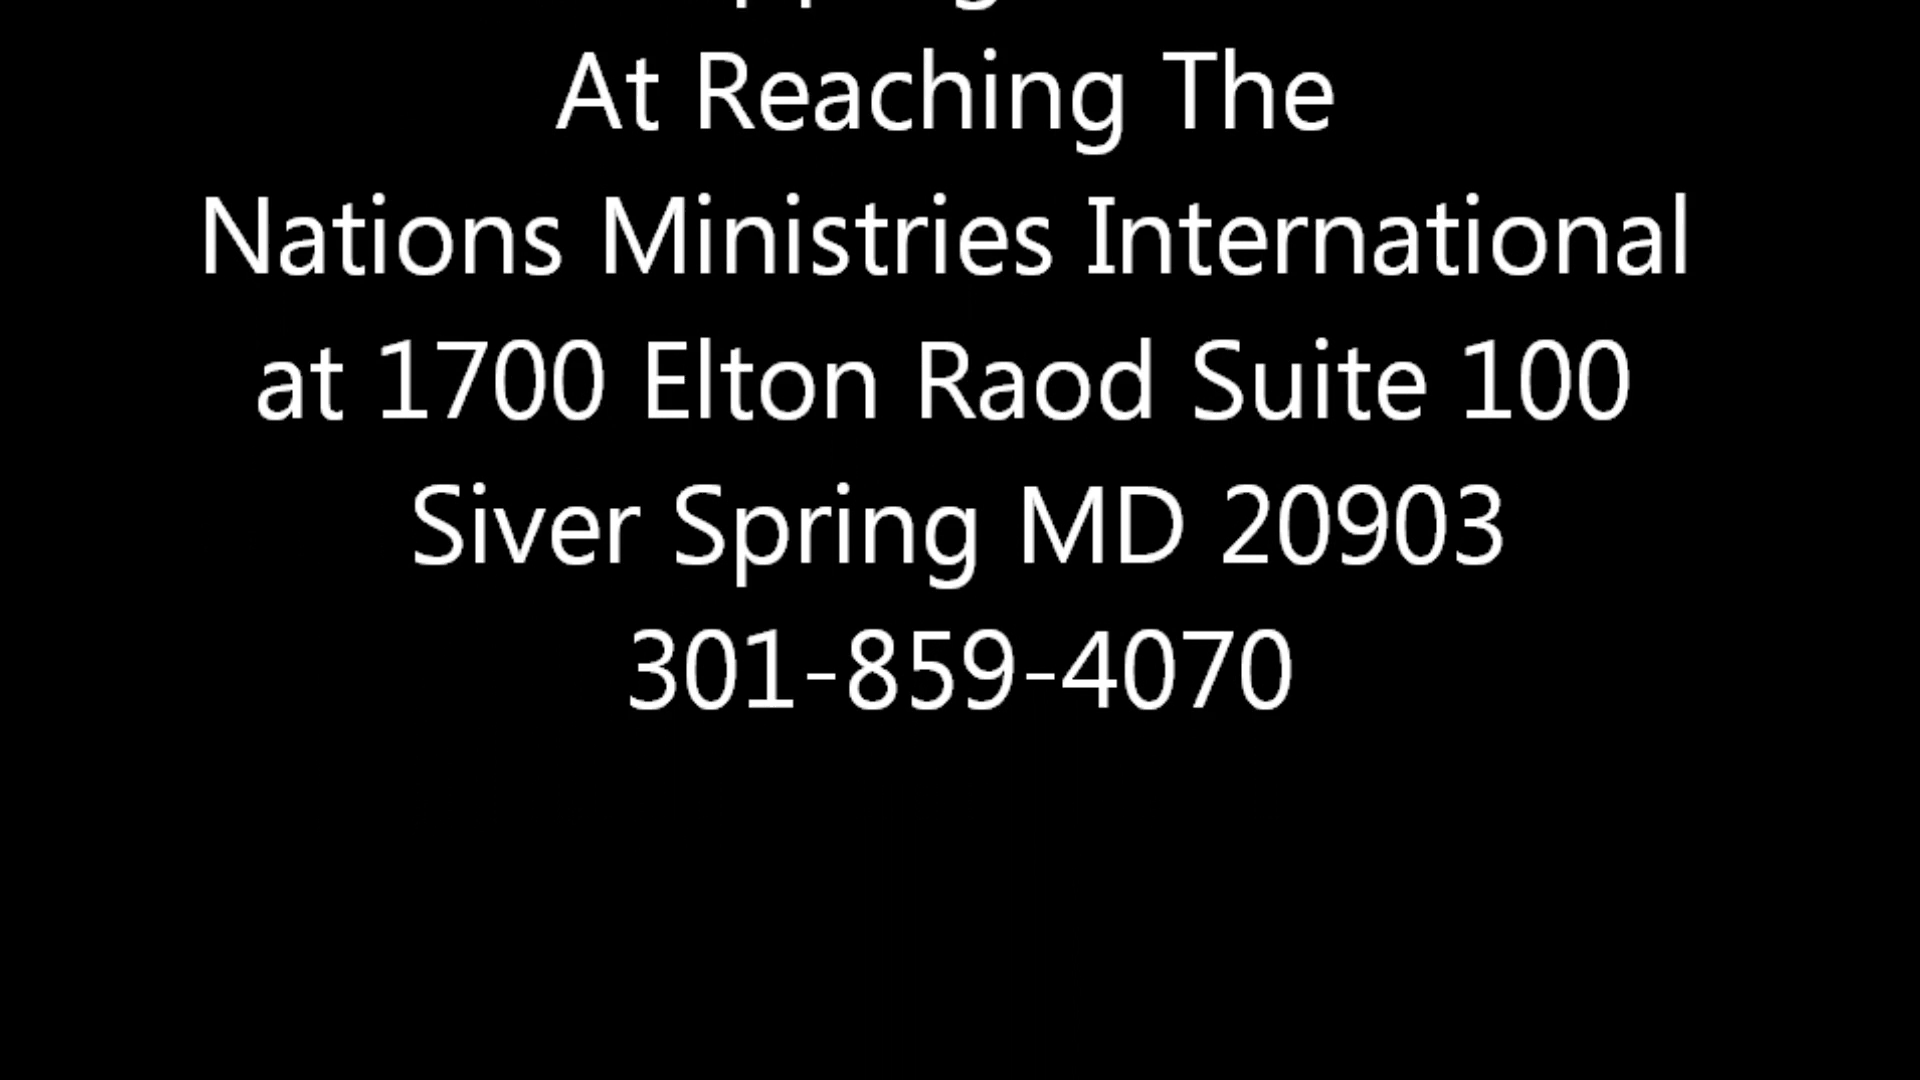 At Reaching The
Nations Ministries International
at 1700 Elton Raod Suite 100
Siver Spring MD 20903
301-859-4070